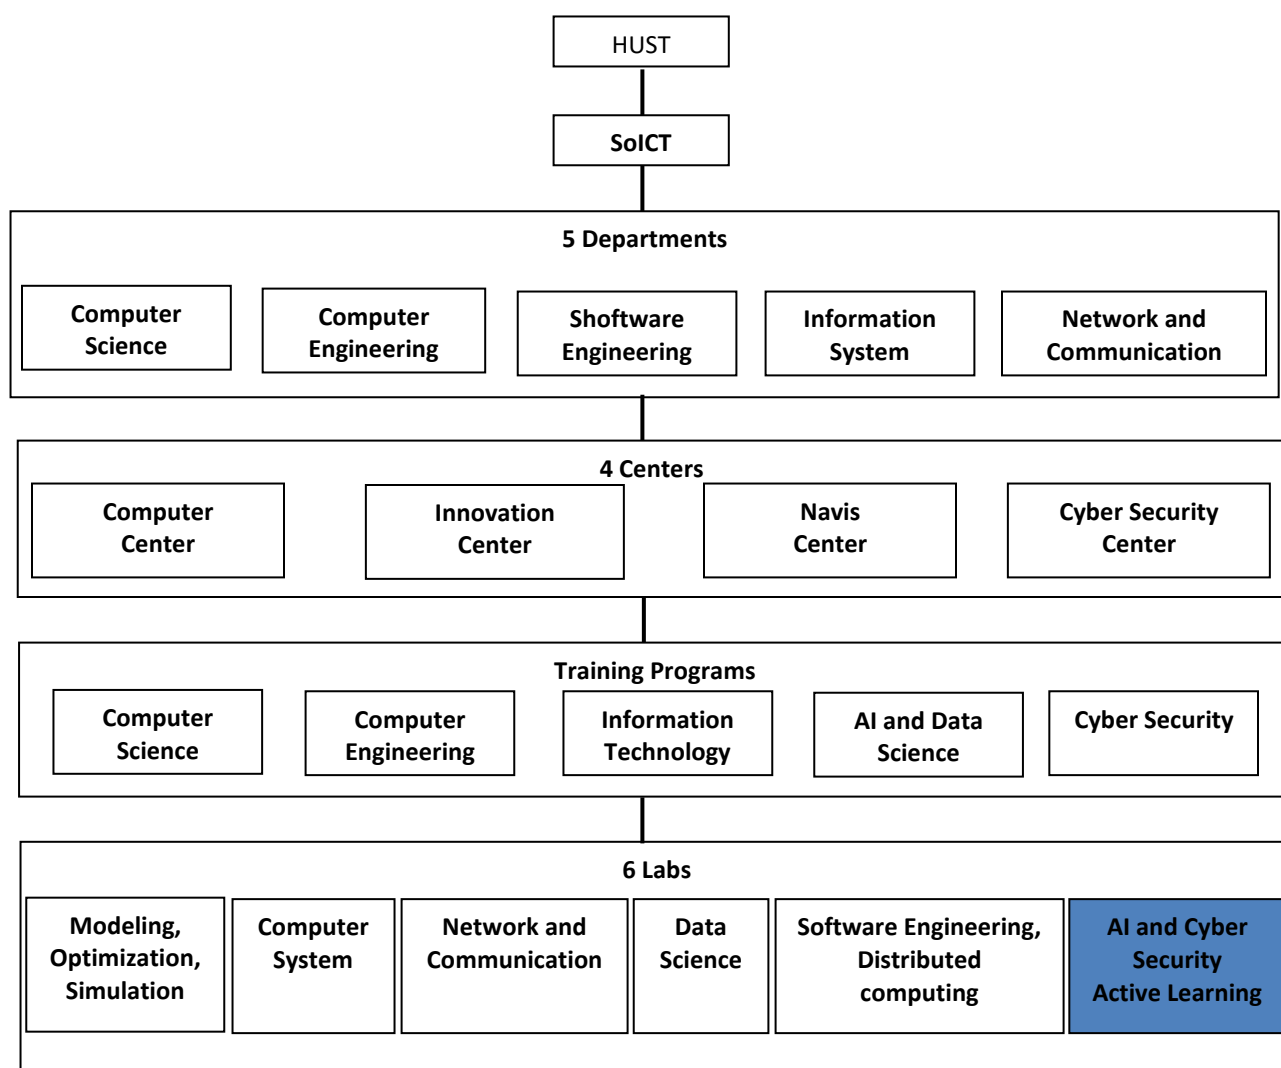 HUST
SoICT
5 Departments
Computer
Science
Computer
Engineering
Shoftware
Engineering
Information
System
Network and
Communication
4 Centers
Computer
Center
Innovation
Center
Navis
Center
Cyber Security
Center
Training Programs
Computer
Science
Computer
Engineering
Information
Technology
AI and Data
Science
Cyber Security
6 Labs
Modeling,
Optimization,
Simulation
Computer
System
Network and
Communication
Data
Science
Software Engineering,
Distributed
computing
AI and Cyber
Security
Active Learning